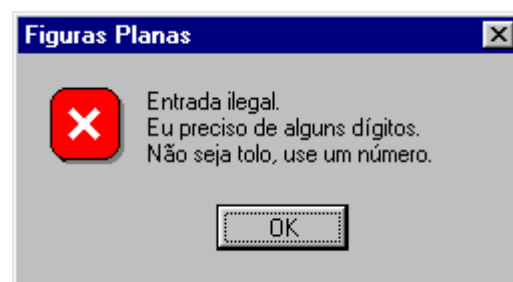 Figuras Planas
Entrada ilegal.
Eu preciso de alguns dígitos.
Não seja tolo, use um número.
OK